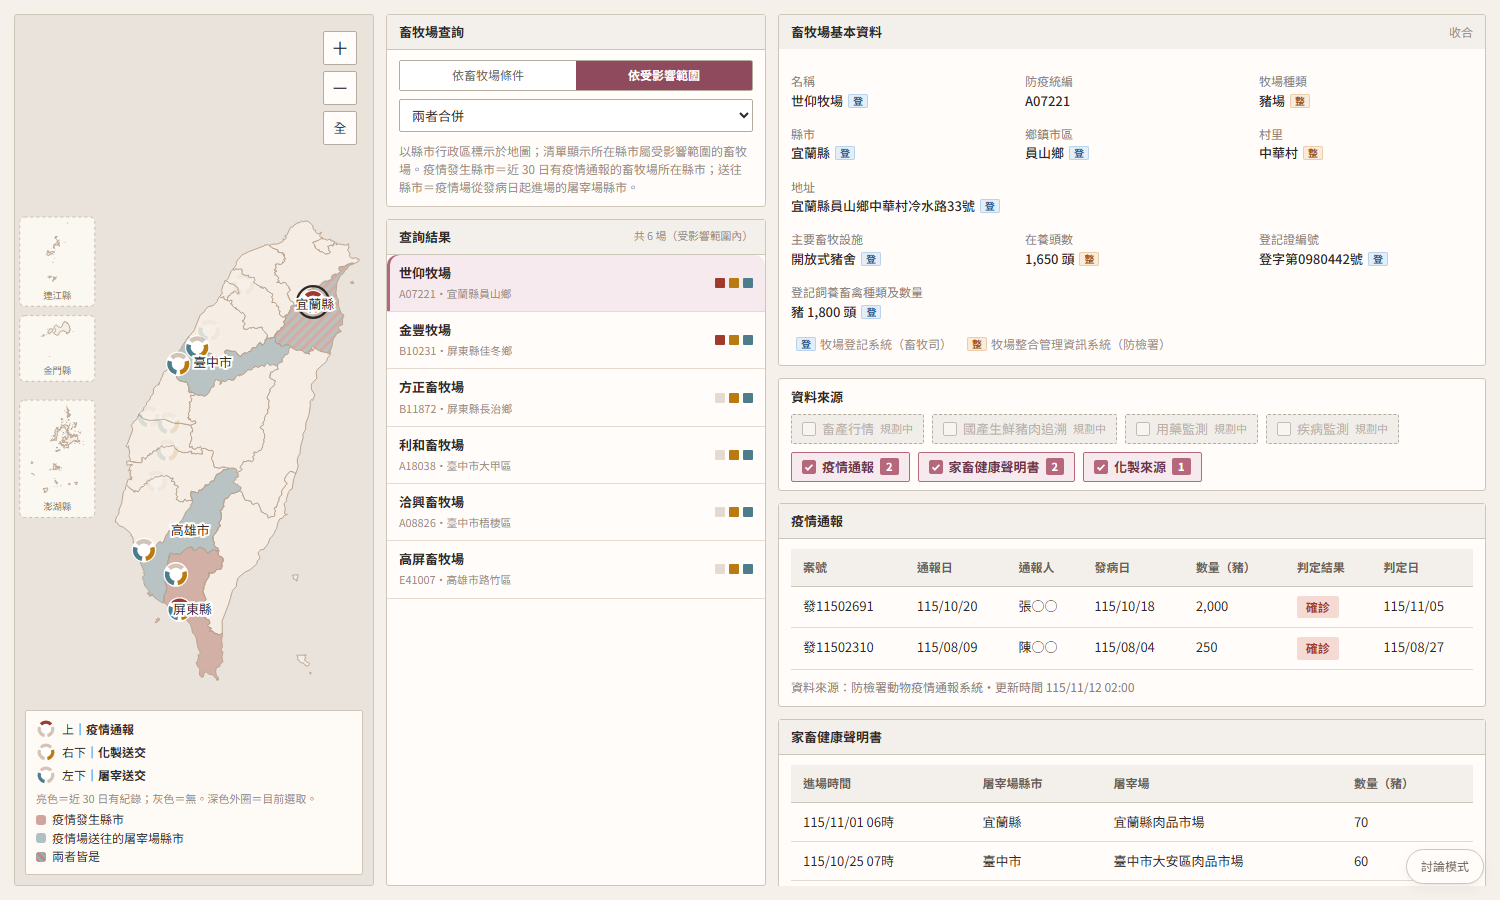 全
連江縣
金門縣
澎湖縣
宜蘭縣
臺中市
高雄市
屏東縣
上｜疫情通報
右下｜化製送交
左下｜屠宰送交
亮色＝近 30 日有紀錄；灰色＝無。深色外圈＝目前選取。
疫情發生縣市
疫情場送往的屠宰場縣市
兩者皆是
畜牧場查詢
依畜牧場條件
依受影響範圍
兩者合併
以縣市行政區標示於地圖；清單顯示所在縣市屬受影響範圍的畜牧
場。疫情發生縣市＝近 30 日有疫情通報的畜牧場所在縣市；送往
縣市＝疫情場從發病日起進場的屠宰場縣市。
查詢結果 共 6 場（受影響範圍內）
世仰牧場
A07221・宜蘭縣員山鄉
金豐牧場
B10231・屏東縣佳冬鄉
方正畜牧場
B11872・屏東縣長治鄉
利和畜牧場
A18038・臺中市大甲區
洽興畜牧場
A08826・臺中市梧棲區
高屏畜牧場
E41007・高雄市路竹區
畜牧場基本資料 收合
名稱 防疫統編 牧場種類
世仰牧場 登 A07221 豬場 整
縣市 鄉鎮市區 村里
宜蘭縣 登 員山鄉 登 中華村 整
地址
宜蘭縣員山鄉中華村冷水路33號 登
主要畜牧設施 在養頭數 登記證編號
開放式豬舍 登 1,650 頭 整 登字第0980442號 登
登記飼養畜禽種類及數量
豬 1,800 頭 登
登 牧場登記系統（畜牧司） 整 牧場整合管理資訊系統（防檢署）
資料來源
畜產行情 規劃中 國產生鮮豬肉追溯 規劃中 用藥監測 規劃中 疾病監測 規劃中
疫情通報 2 家畜健康聲明書 2 化製來源 1
疫情通報
案號 通報日 通報人 發病日 數量（豬） 判定結果 判定日
發11502691 115/10/20 張〇〇 115/10/18 2,000 確診 115/11/05
發11502310 115/08/09 陳〇〇 115/08/04 250 確診 115/08/27
資料來源：防檢署動物疫情通報系統・更新時間 115/11/12 02:00
家畜健康聲明書
進場時間 屠宰場縣市 屠宰場 數量（豬）
115/11/01 06時 宜蘭縣 宜蘭縣肉品市場 70
115/10/25 07時 臺中市 臺中市大安區肉品市場 60
討論模式